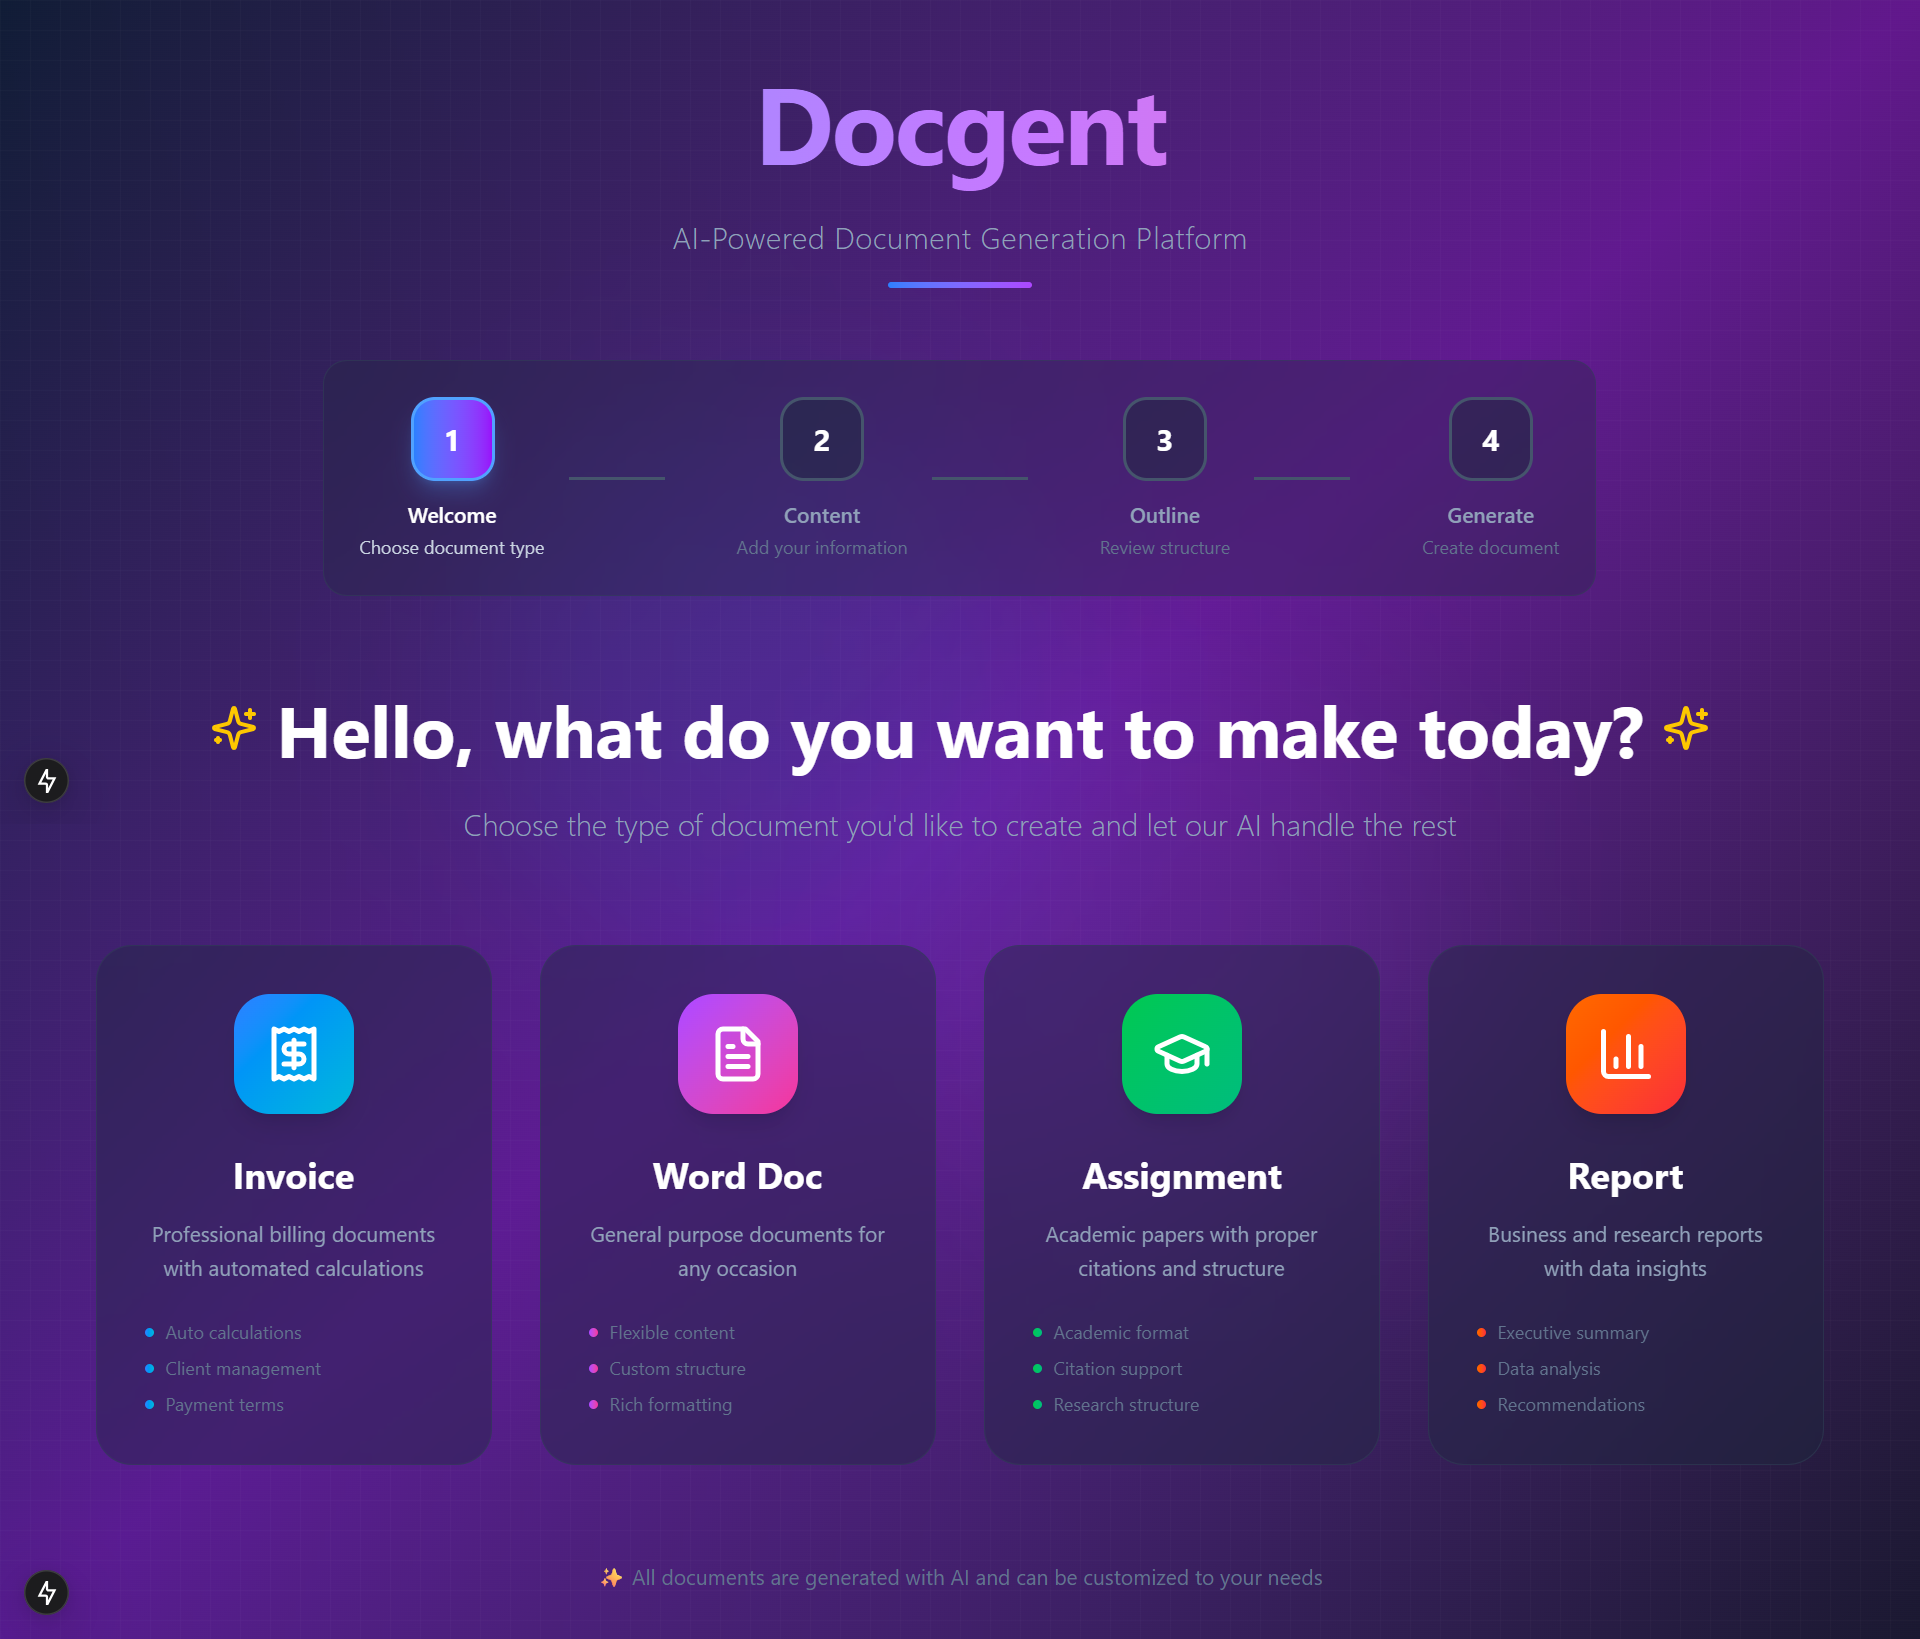 Docgent
AI-Powered Document Generation Platform
1
2
3
4
Welcome
Content
Outline
Generate
Choose document type
Add your information
Review structure
Create document
Hello, what do you want to make today?
Choose the type of document you'd like to create and let our AI handle the rest
Invoice
Professional billing documents
with automated calculations
Auto calculations
Client management
Payment terms
Word Doc
General purpose documents for
any occasion
Flexible content
Custom structure
Rich formatting
Assignment
Academic papers with proper
citations and structure
Academic format
Citation support
Research structure
Report
Business and research reports
with data insights
Executive summary
Data analysis
Recommendations
✨ All documents are generated with AI and can be customized to your needs